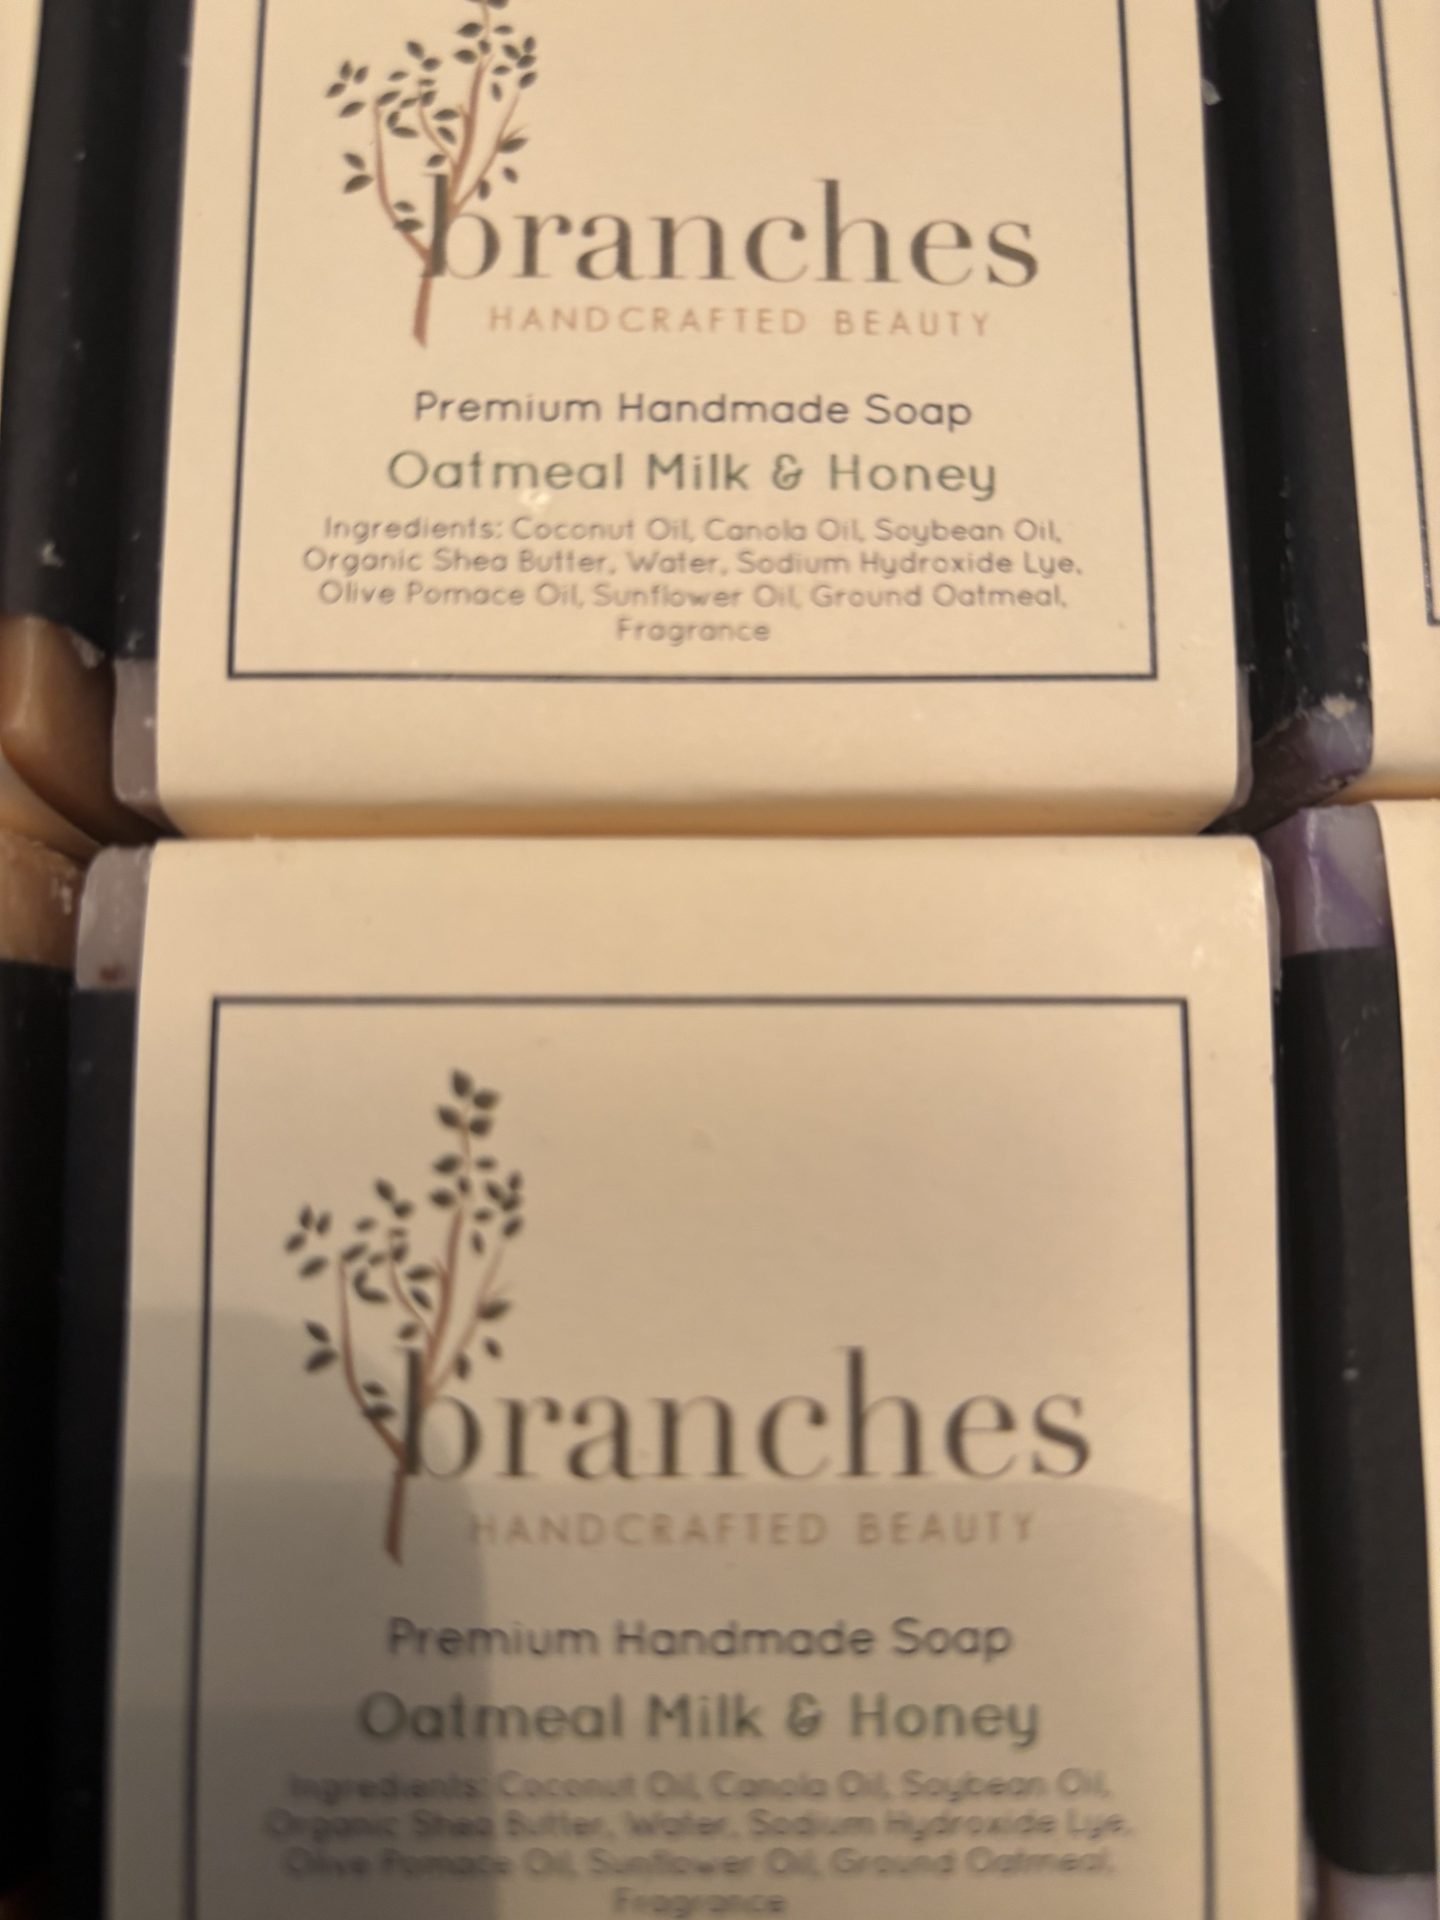 branches
HANDCRAFTED BEAUTY
Premium Handmade Soap
Oatmeal Milk & Honey
Ingredients: Coconut Oil, Canola Oil, Soybean Oil,
Organic Shea Butter, Water, Sodium Hydroxide Lye,
Olive Pomace Oil, Sunflower Oil, Ground Oatmeal,
Fragrance
branches
HANDCRAFTED BEAUTY
Premium Handmade Soap
Oatmeal Milk & Honey
Ingredients: Coconut Oil, Canola Oil, Soybean Oil,
Organic Shea Butter, Water, Sodium Hydroxide Lye,
Olive Pomace Oil, Sunflower Oil, Ground Oatmeal,
Fragrance